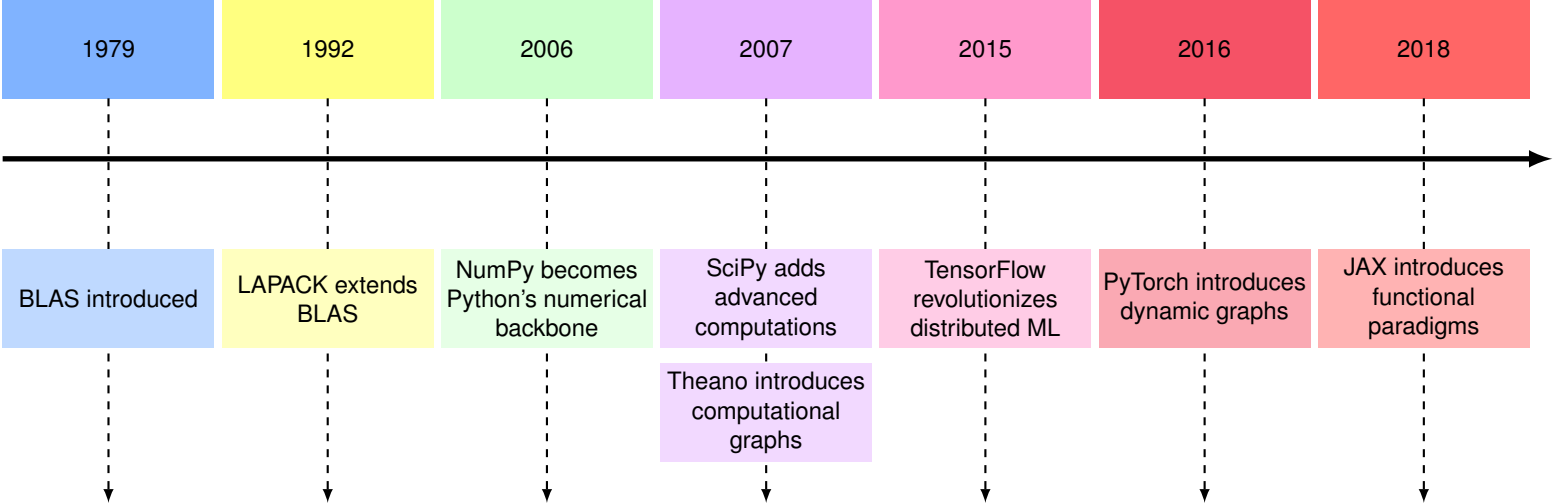 1979
1992
2006
2007
2015
2016
2018
BLAS introduced
LAPACK extends
BLAS
NumPy becomes
Python's numerical
backbone
SciPy adds
advanced
computations
Theano introduces
computational
graphs
TensorFlow
revolutionizes
distributed ML
PyTorch introduces
dynamic graphs
JAX introduces
functional
paradigms